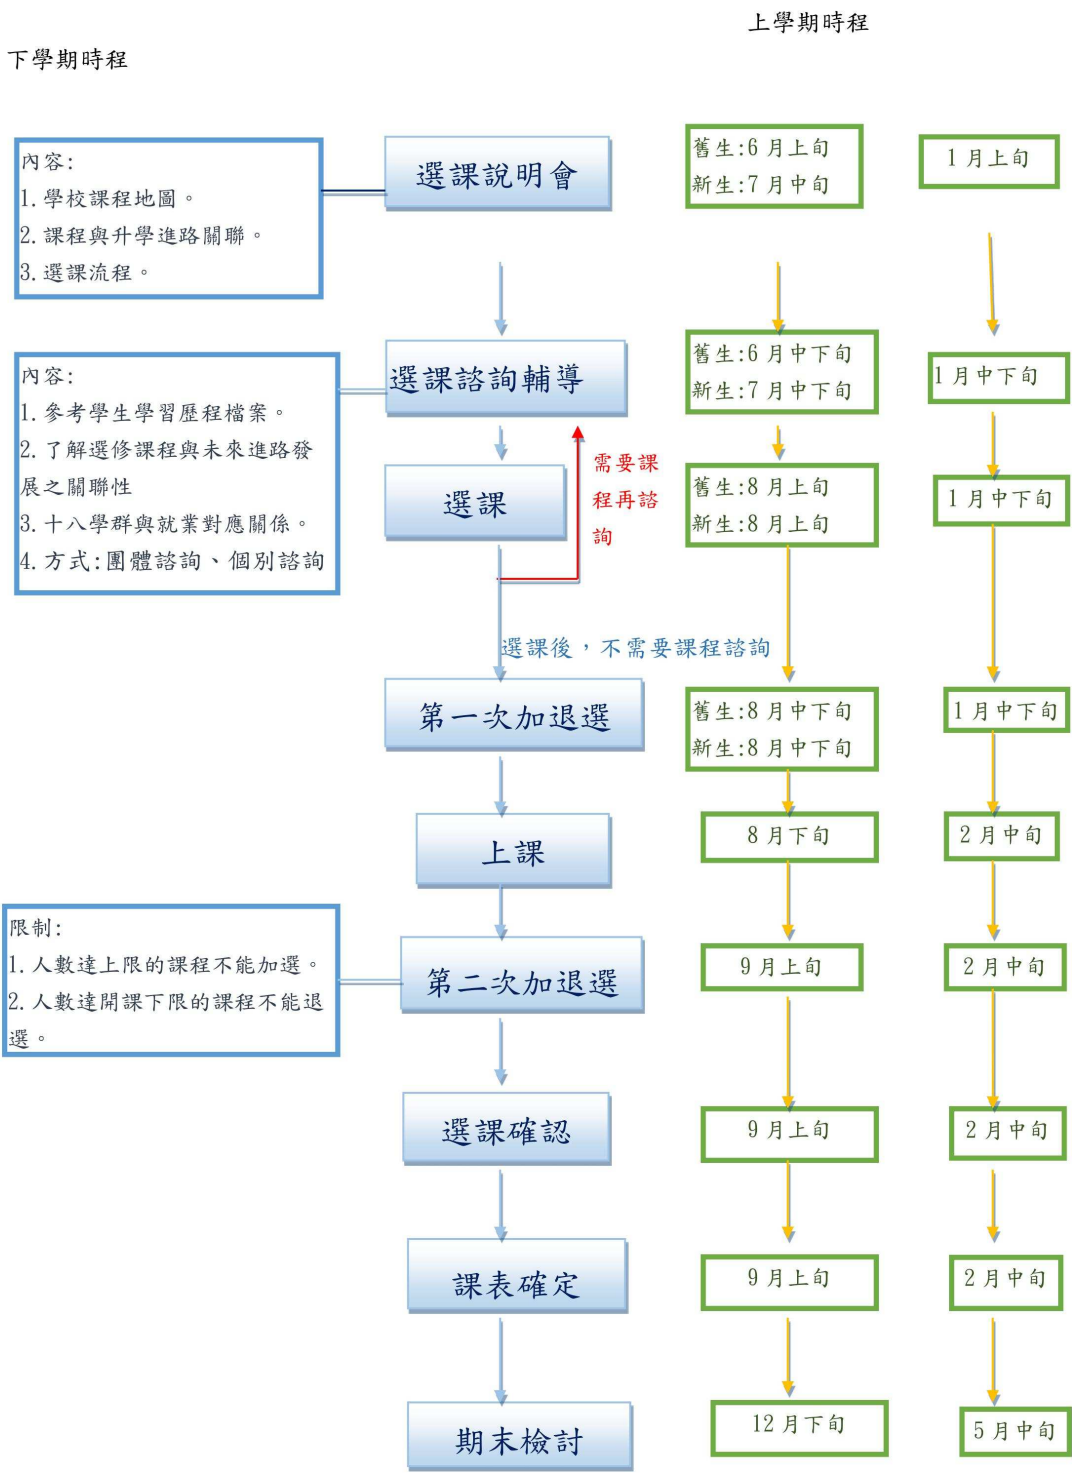 上學期時程
下學期時程
內容:
1.學校課程地圖。
2.課程與升學進路關聯。
3.選課流程。
選課說明會
舊生:6月上旬
新生:7月中旬
1月上旬
內容:
1.參考學生學習歷程檔案。
2.了解選修課程與未來進路發
展之關聯性
3.十八學群與就業對應關係。
4.方式:團體諮詢、個別諮詢
選課諮詢輔導
舊生:6月中下旬
新生:7月中下旬
1月中下旬
選課
需要課
程再諮
詢
舊生:8月上旬
新生:8月上旬
1月中下旬
選課後，不需要課程諮詢
第一次加退選
舊生:8月中下旬
新生:8月中下旬
1月中下旬
上課
8月下旬
2月中旬
限制:
1.人數達上限的課程不能加選。
2.人數達開課下限的課程不能退
選。
第二次加退選
9月上旬
2月中旬
選課確認
9月上旬
2月中旬
課表確定
9月上旬
2月中旬
期末檢討
12月下旬
5月中旬